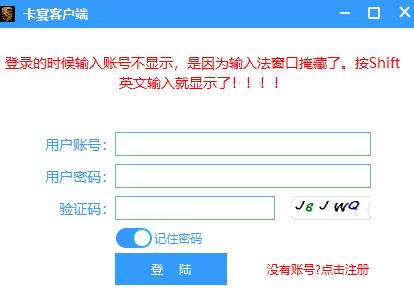 卡宴客户端
登录的时候输入账号不显示，是因为输入法窗口掩藏了。按Shift
英文输入就显示了！！！！
用户账号：
用户密码：
验证码：
J8JWQ
记住密码
登 陆
没有账号?点击注册